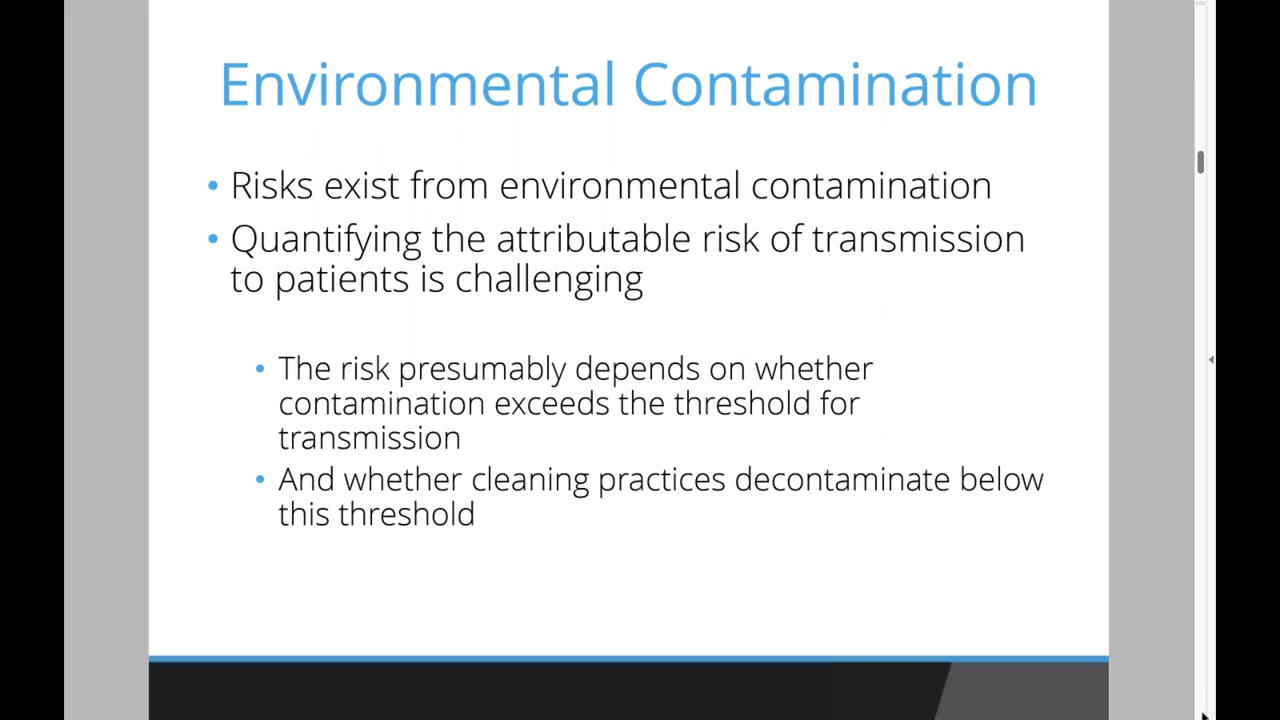 Environmental Contamination
• Risks exist from environmental contamination
• Quantifying the attributable risk of transmission
to patients is challenging
• The risk presumably depends on whether
contamination exceeds the threshold for
transmission
• And whether cleaning practices decontaminate below
this threshold